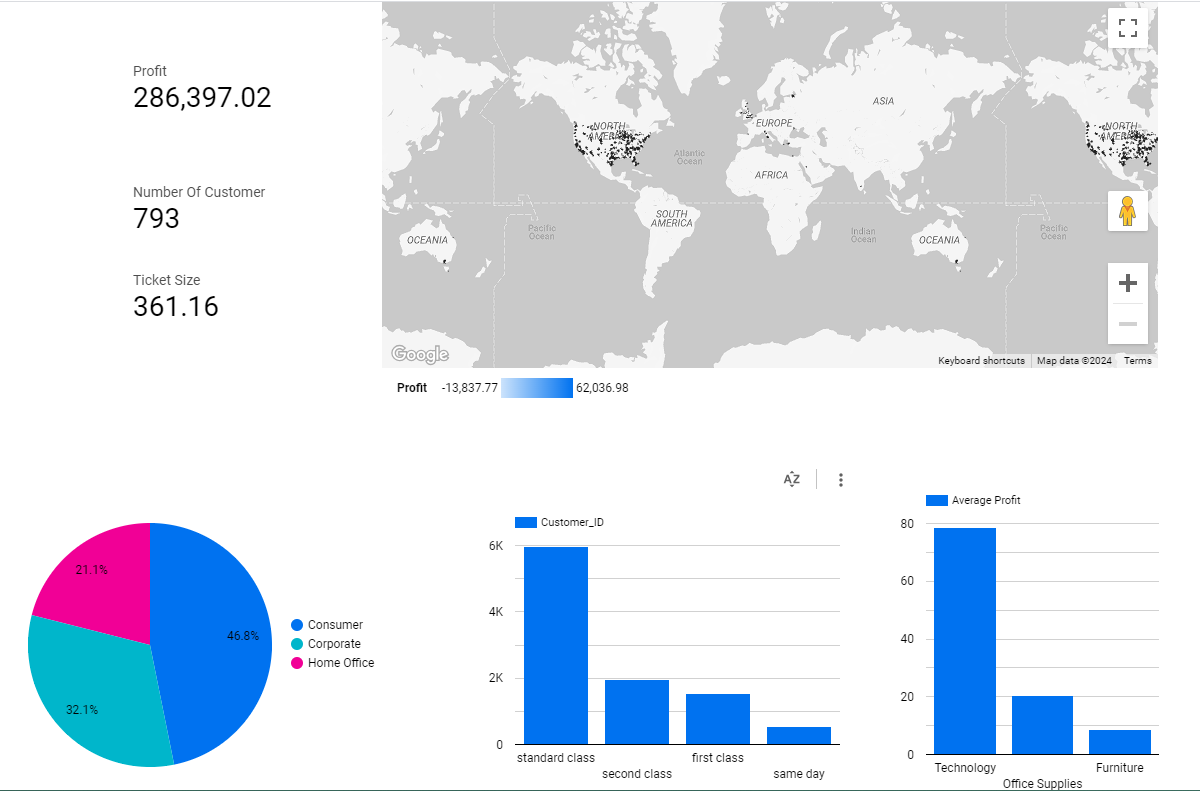 Profit
286,397.02
Number Of Customer
793
Ticket Size
361.16
NORTH
AMERICA
ASIA
EUROPE
Atlantic
Ocean
AFRICA
SOUTH
AMERICA
OCEANIA
Pacific
Ocean
Indian
Ocean
OCEANIA
Pacific
Ocean
NORTH
AMERICA
Google
Keyboard shortcuts
Map data ©2024
Terms
Profit -13,837.77 62,036.98
21.1%
46.8%
32.1%
Consumer
Corporate
Home Office
AZ
Customer_ID
6K
4K
2K
0
standard class
second class
first class
same day
Average Profit
80
60
40
20
0
Technology
Office Supplies
Furniture